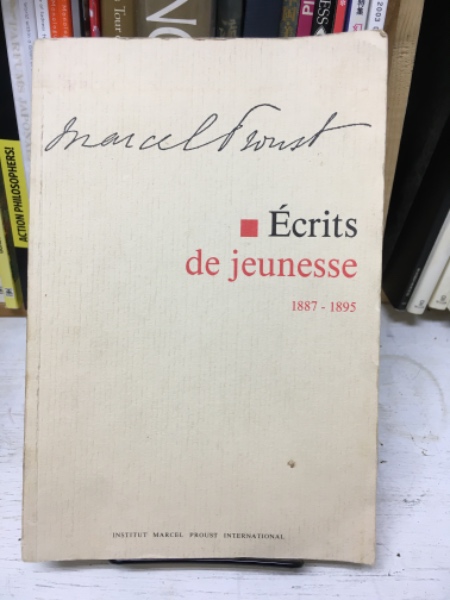 Marcel Proust
Écrits
de jeunesse
1887 - 1895
INSTITUT MARCEL PROUST INTERNATIONAL
ACTION PHILOSOPHERS!